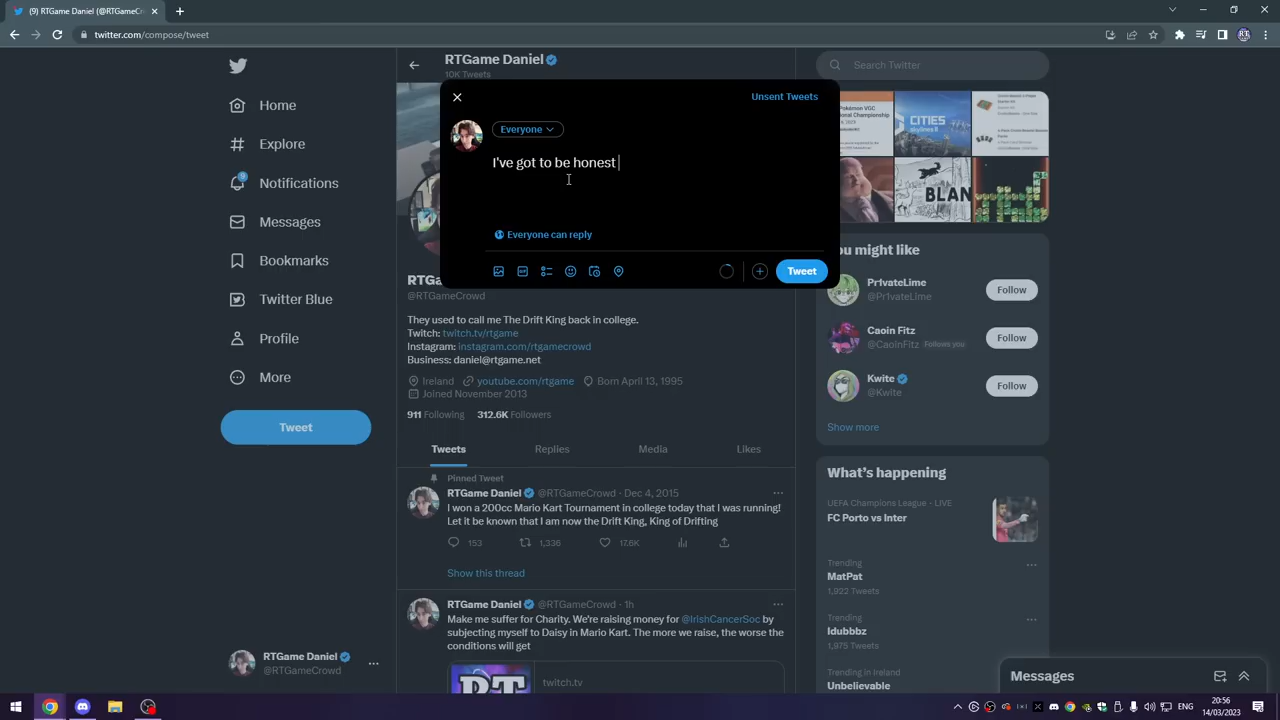 (9) RTGame Daniel (@RTGameCr
twitter.com/compose/tweet
RTGame Daniel
10K Tweets
Search Twitter
Unsent Tweets
Everyone
I've got to be honest
Everyone can reply
Tweet
Home
Explore
9
Notifications
Messages
Bookmarks
Twitter Blue
Profile
More
Tweet
@RTGameCrowd
They used to call me The Drift King back in college.
Twitch: twitch.tv/rtgame
Instagram: instagram.com/rtgamecrowd
Business: daniel@rtgame.net
Ireland youtube.com/rtgame Born April 13, 1995
Joined November 2013
911 Following 312.6K Followers
Tweets Replies Media Likes
Pinned Tweet
RTGame Daniel @RTGameCrowd · Dec 4, 2015
I won a 200cc Mario Kart Tournament in college today that I was running!
Let it be known that I am now the Drift King, King of Drifting
153 1,336 17.6K
Show this thread
RTGame Daniel @RTGameCrowd · 1h
Make me suffer for Charity. We're raising money for @IrishCancerSoc by
subjecting myself to Daisy in Mario Kart. The more we raise, the worse the
conditions will get
RT
twitch.tv
CITIES
BLAN
You might like
Pr1vateLime
@Pr1vateLime
Follow
Caoin Fitz
@CaoinFitz Follows you
Follow
Kwite
@Kwite
Follow
Show more
What's happening
UEFA Champions League · LIVE
FC Porto vs Inter
Trending
MatPat
1,922 Tweets
Trending
Idubbbz
1,975 Tweets
Trending in Ireland
Unbelievable
Messages
RTGame Daniel
@RTGameCrowd
ENG
20:56
14/03/2023